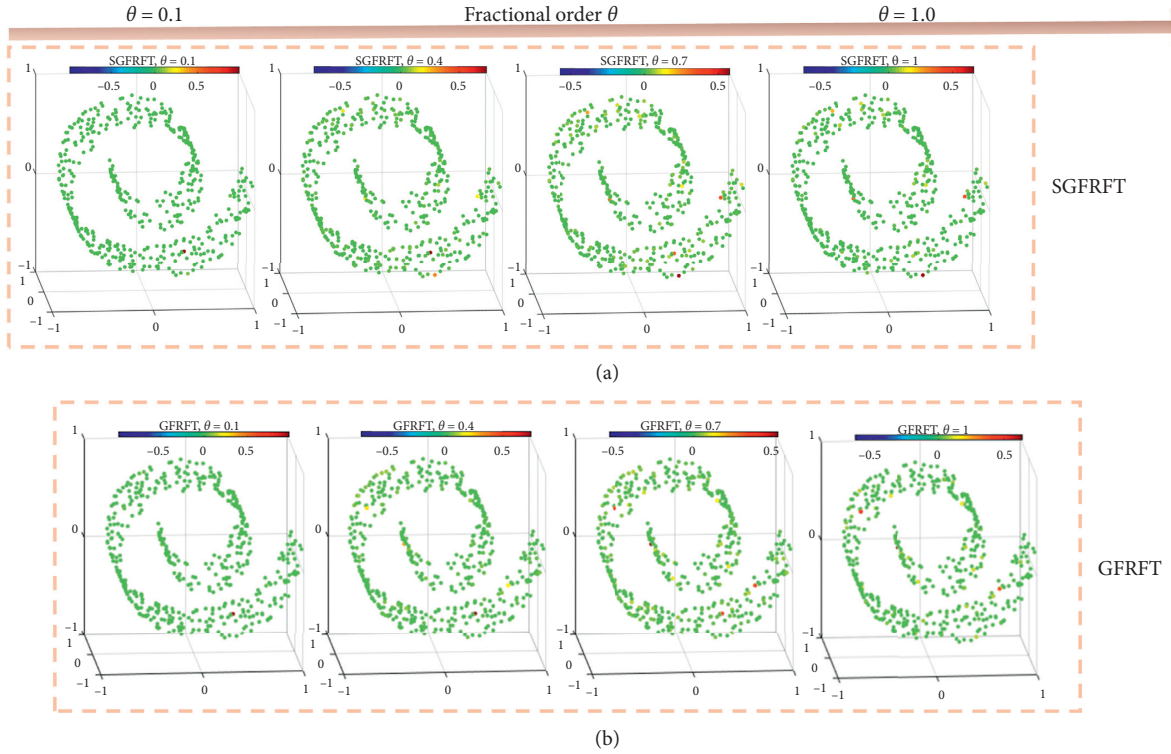 θ = 0.1 Fractional order θ θ = 1.0
SGFRFT, θ = 0.1 SGFRFT, θ = 0.4 SGFRFT, θ = 0.7 SGFRFT, θ = 1
1 1 1 1
−0.5 0 0.5 −0.5 0 0.5 −0.5 0 0.5 −0.5 0 0.5
0 0 0 0
SGFRFT
−1 −1 −1 −1
1 1 1 1
0 0 0 0
−1 −1 0 1 −1 −1 0 1 −1 −1 0 1 −1 −1 0 1
(a)
GFRFT, θ = 0.1 GFRFT, θ = 0.4 GFRFT, θ = 0.7 GFRFT, θ = 1
1 1 1 1
−0.5 0 0.5 −0.5 0 0.5 −0.5 0 0.5 −0.5 0 0.5
0 0 0 0
GFRFT
−1 −1 −1 −1
1 1 1 1
0 0 0 0
−1 −1 0 1 −1 −1 0 1 −1 −1 0 1 −1 −1 0 1
(b)